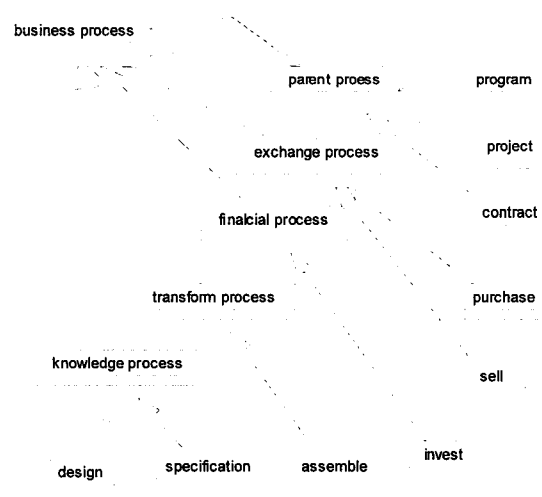 business process
parent proess
program
exchange process
project
finalcial process
contract
transform process
purchase
knowledge process
sell
invest
design
specification
assemble